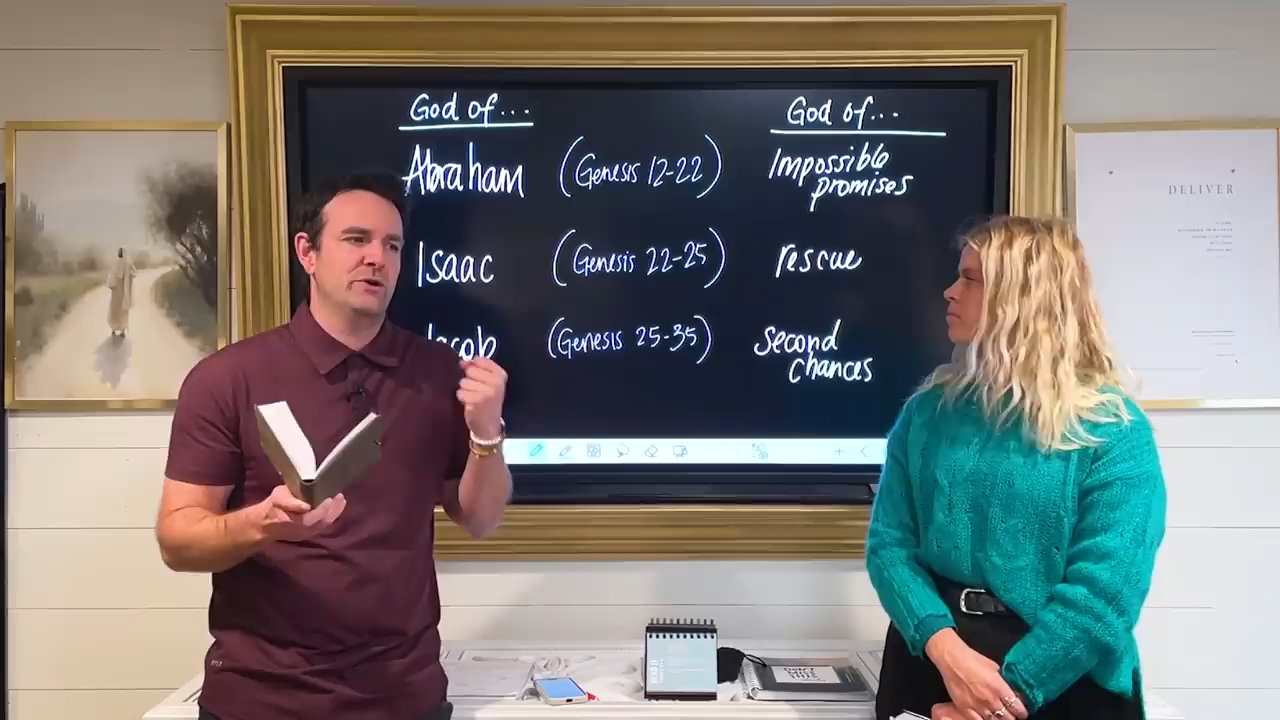 God of...
Abraham
(Genesis 12-22)
Isaac
(Genesis 22-25)
Jacob
(Genesis 25-35)
God of...
Impossible
promises
rescue
second
chances
DELIVER